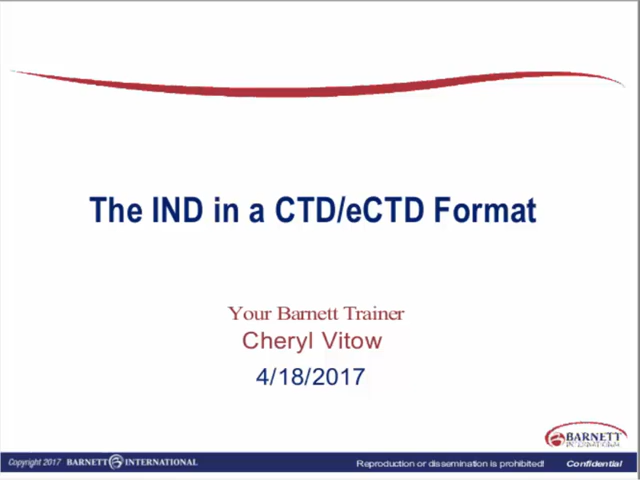 The IND in a CTD/eCTD Format
Your Barnett Trainer
Cheryl Vitow
4/18/2017
BARNETT
INTERNATIONAL
Copyright 2017 BARNETT INTERNATIONAL
Reproduction or dissemination is prohibited! Confidential